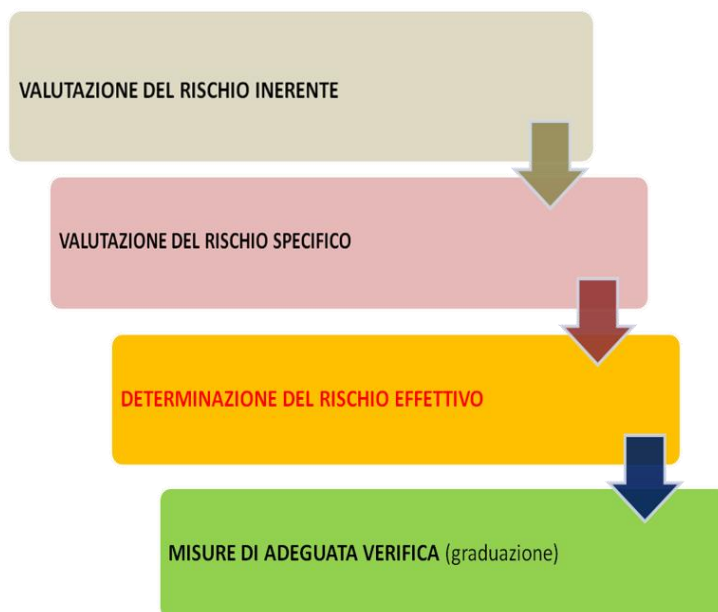 VALUTAZIONE DEL RISCHIO INERENTE
VALUTAZIONE DEL RISCHIO SPECIFICO
DETERMINAZIONE DEL RISCHIO EFFETTIVO
MISURE DI ADEGUATA VERIFICA (graduazione)